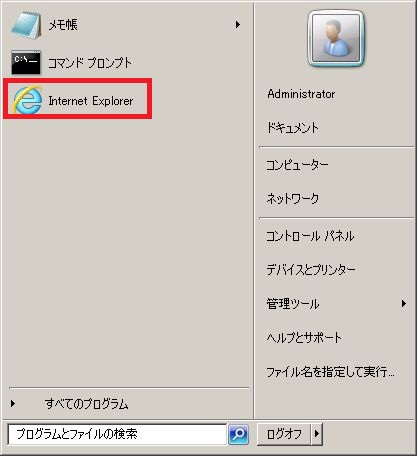 メモ帳
C:\
コマンド プロンプト
Internet Explorer
すべてのプログラム
プログラムとファイルの検索
Administrator
ドキュメント
コンピューター
ネットワーク
コントロール パネル
デバイスとプリンター
管理ツール
ヘルプとサポート
ファイル名を指定して実行...
ログオフ